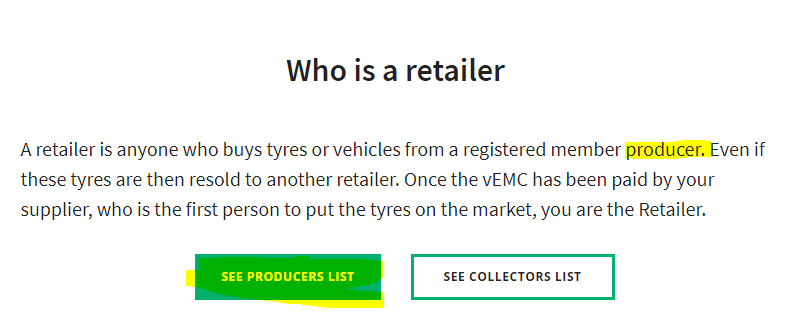 Who is a retailer
A retailer is anyone who buys tyres or vehicles from a registered member producer. Even if
these tyres are then resold to another retailer. Once the vEMC has been paid by your
supplier, who is the first person to put the tyres on the market, you are the Retailer.
SEE PRODUCERS LIST
SEE COLLECTORS LIST